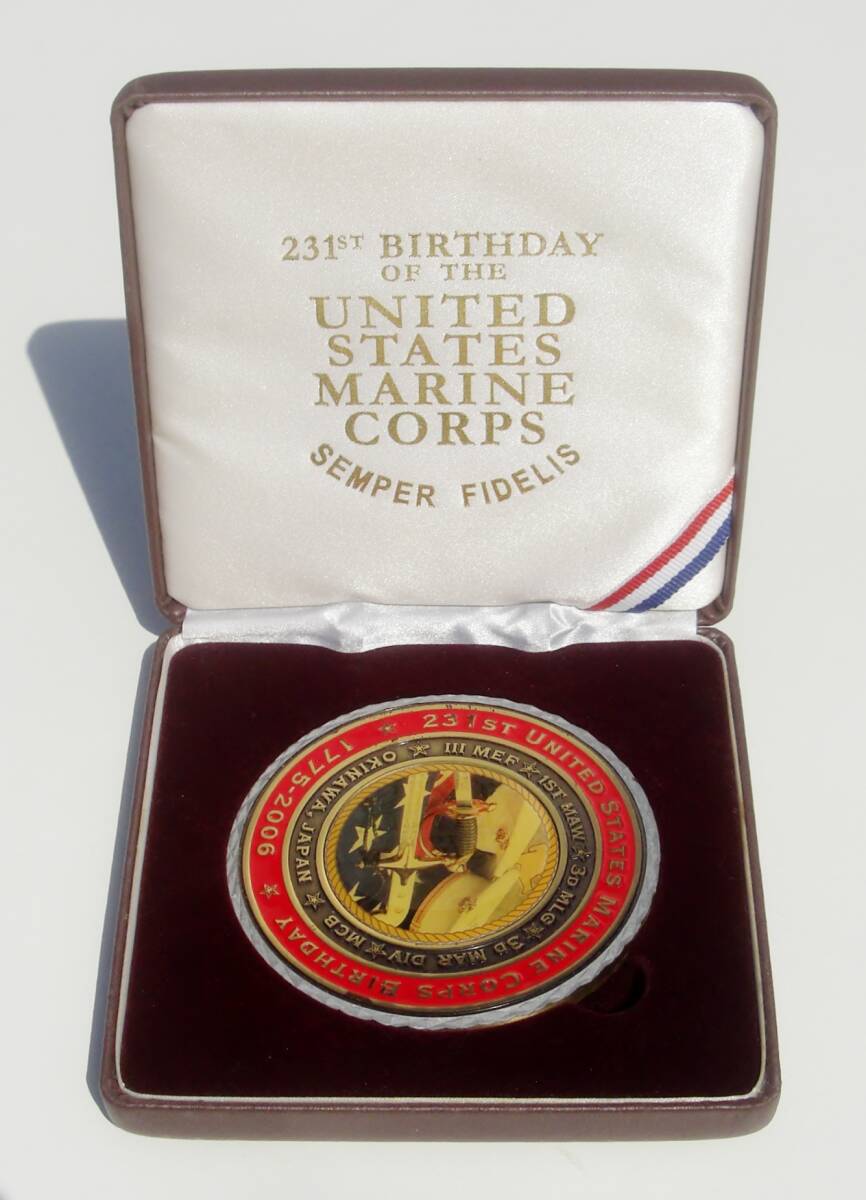 231ST BIRTHDAY
OF THE
UNITED
STATES
MARINE
CORPS
SEMPER FIDELIS
231ST UNITED STATES MARINE CORPS BIRTHDAY ★ 1775-2006 ★
III MEF ★ 1ST MAW ★ 3D MLG ★ 3D MAR DIV ★ MCB ★ OKINAWA, JAPAN ★